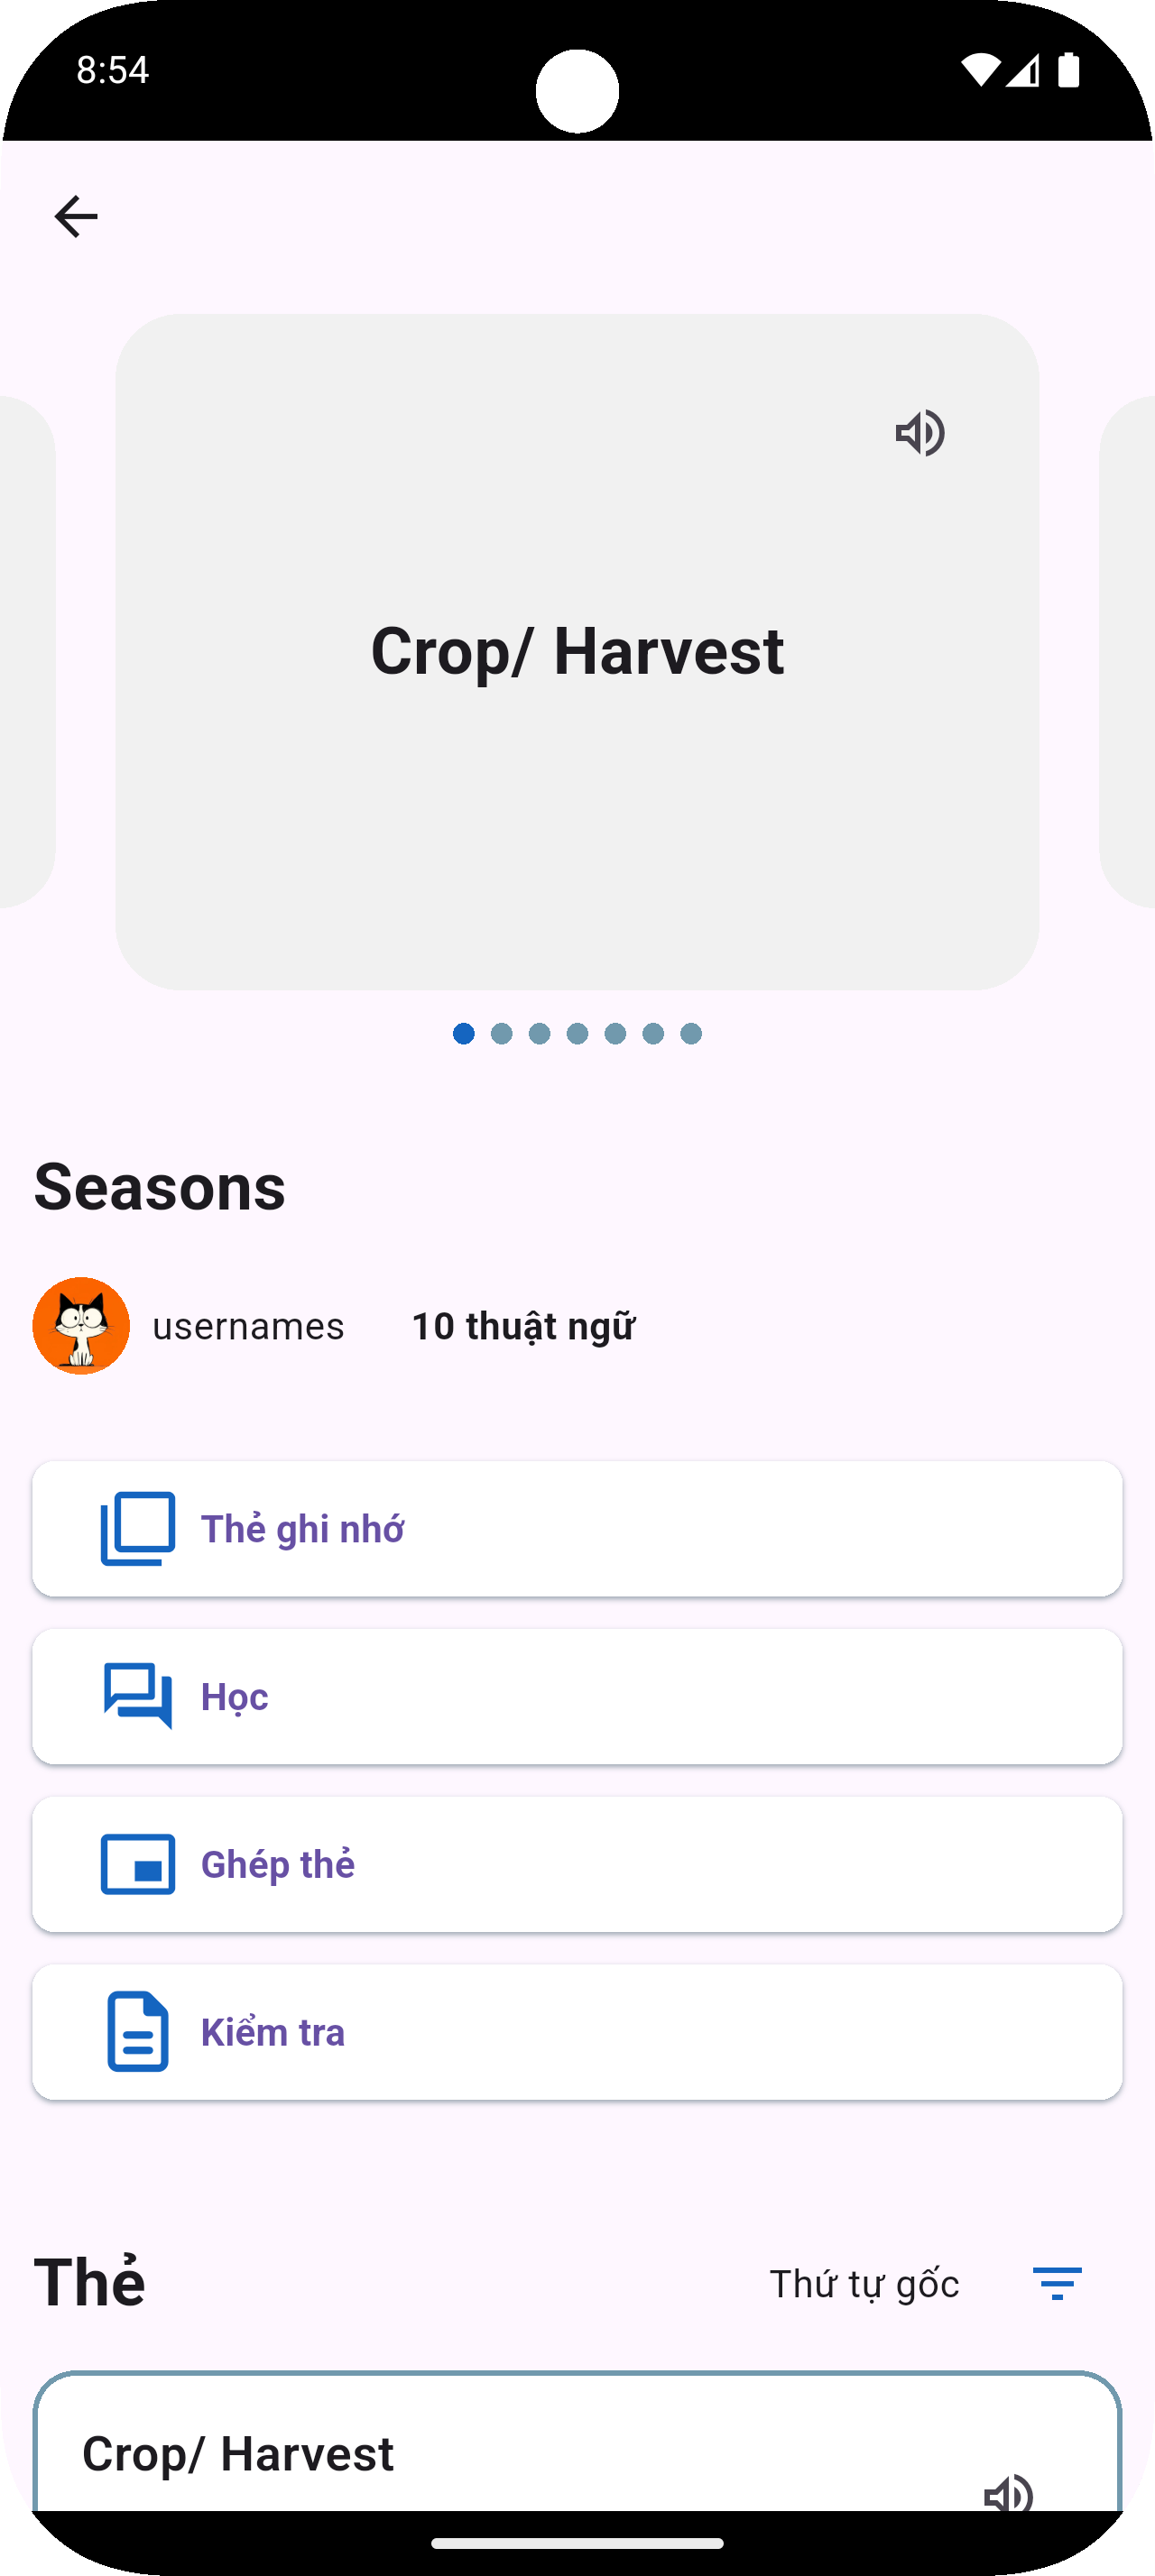 8:54
Crop/ Harvest
Seasons
usernames 10 thuật ngữ
Thẻ ghi nhớ
Học
Ghép thẻ
Kiểm tra
Thẻ Thứ tự gốc
Crop/ Harvest